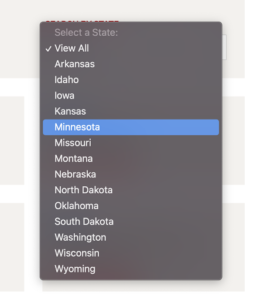 Select a State:
✓ View All
Arkansas
Idaho
Iowa
Kansas
Minnesota
Missouri
Montana
Nebraska
North Dakota
Oklahoma
South Dakota
Washington
Wisconsin
Wyoming